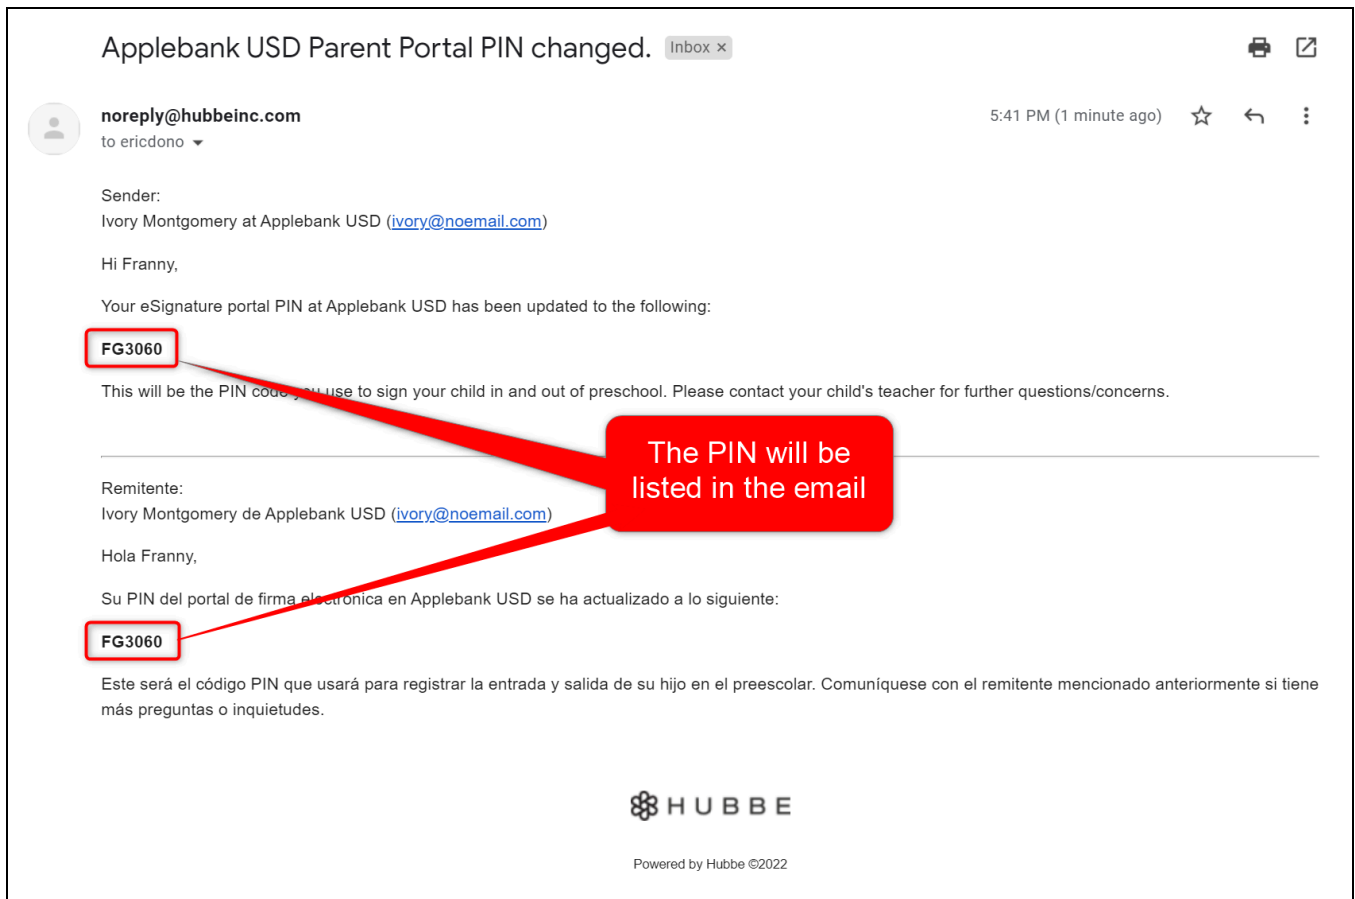 Applebank USD Parent Portal PIN changed. Inbox ×
noreply@hubbeinc.com
5:41 PM (1 minute ago)
to ericdono
Sender:
Ivory Montgomery at Applebank USD (ivory@noemail.com)
Hi Franny,
Your eSignature portal PIN at Applebank USD has been updated to the following:
FG3060
This will be the PIN code you use to sign your child in and out of preschool. Please contact your child's teacher for further questions/concerns.
The PIN will be
listed in the email
Remitente:
Ivory Montgomery de Applebank USD (ivory@noemail.com)
Hola Franny,
Su PIN del portal de firma electrónica en Applebank USD se ha actualizado a lo siguiente:
FG3060
Este será el código PIN que usará para registrar la entrada y salida de su hijo en el preescolar. Comuníquese con el remitente mencionado anteriormente si tiene
más preguntas o inquietudes.
HUBBE
Powered by Hubbe ©2022